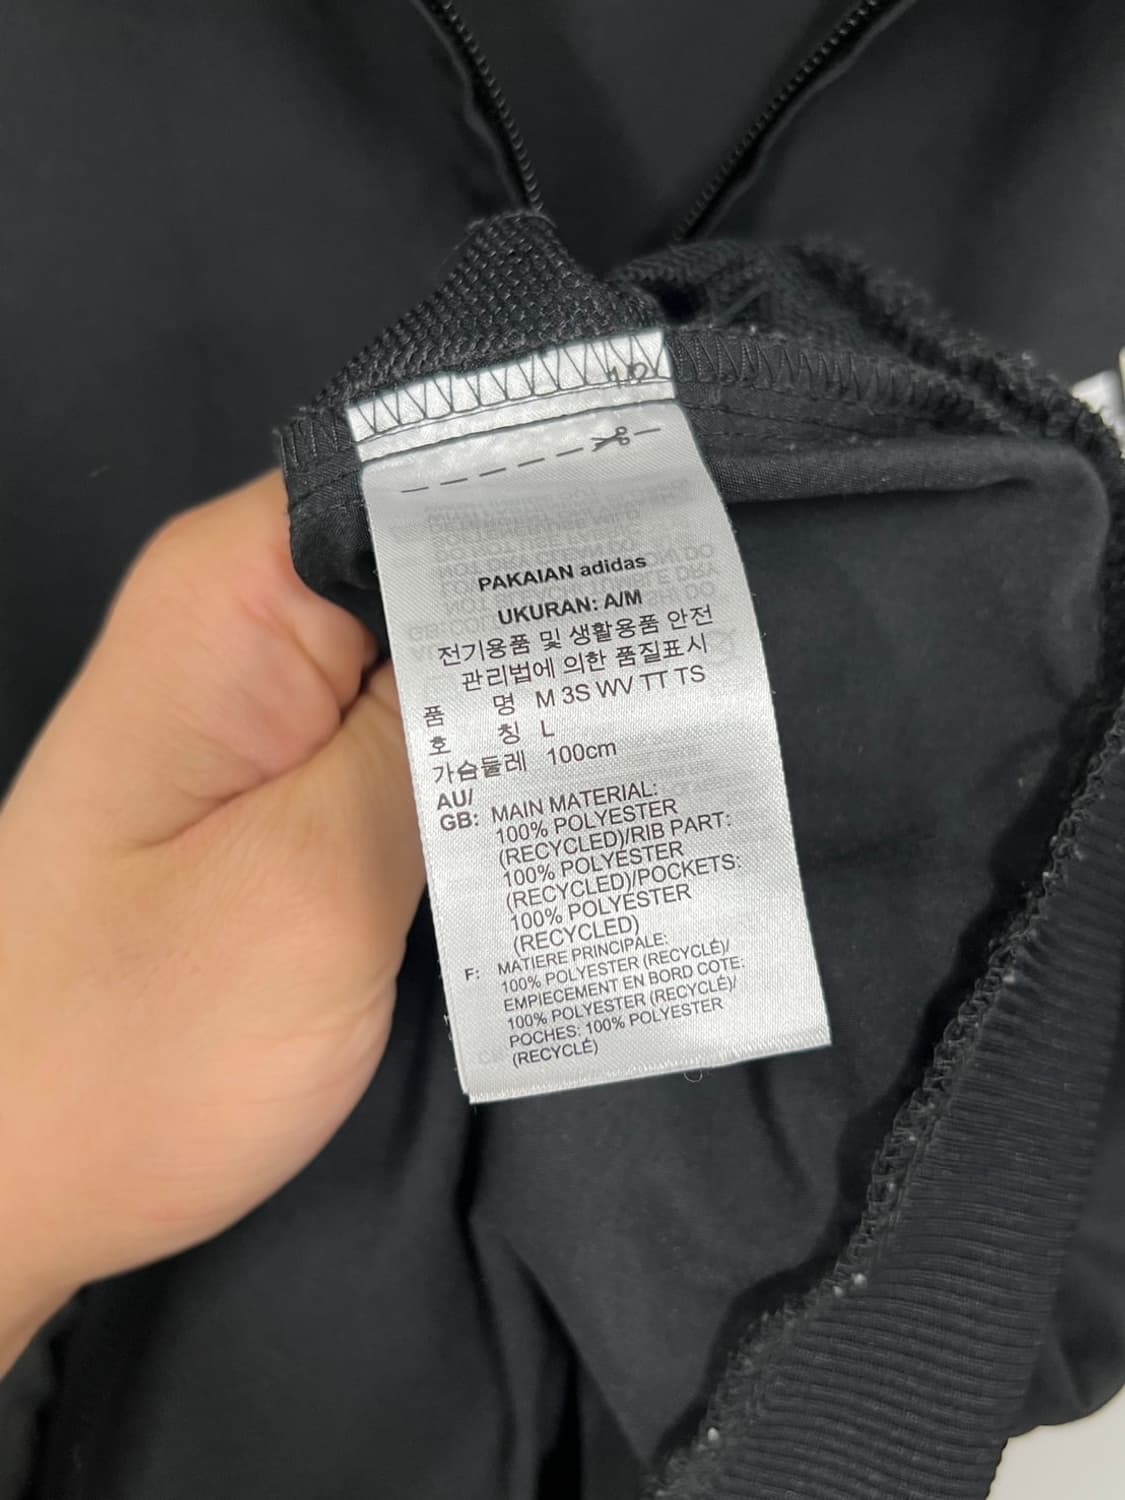 PAKAIAN adidas
UKURAN: A/M
전기용품 및 생활용품 안전
관리법에 의한 품질표시
품 명 M 3S WV TT TS
호 칭 L
가슴둘레 100cm
AU/
GB: MAIN MATERIAL:
100% POLYESTER
(RECYCLED)/RIB PART:
100% POLYESTER
(RECYCLED)/POCKETS:
100% POLYESTER
(RECYCLED)
F: MATIERE PRINCIPALE:
100% POLYESTER (RECYCLÉ)/
EMPIECEMENT EN BORD COTE:
100% POLYESTER (RECYCLÉ)/
POCHES: 100% POLYESTER
(RECYCLÉ)